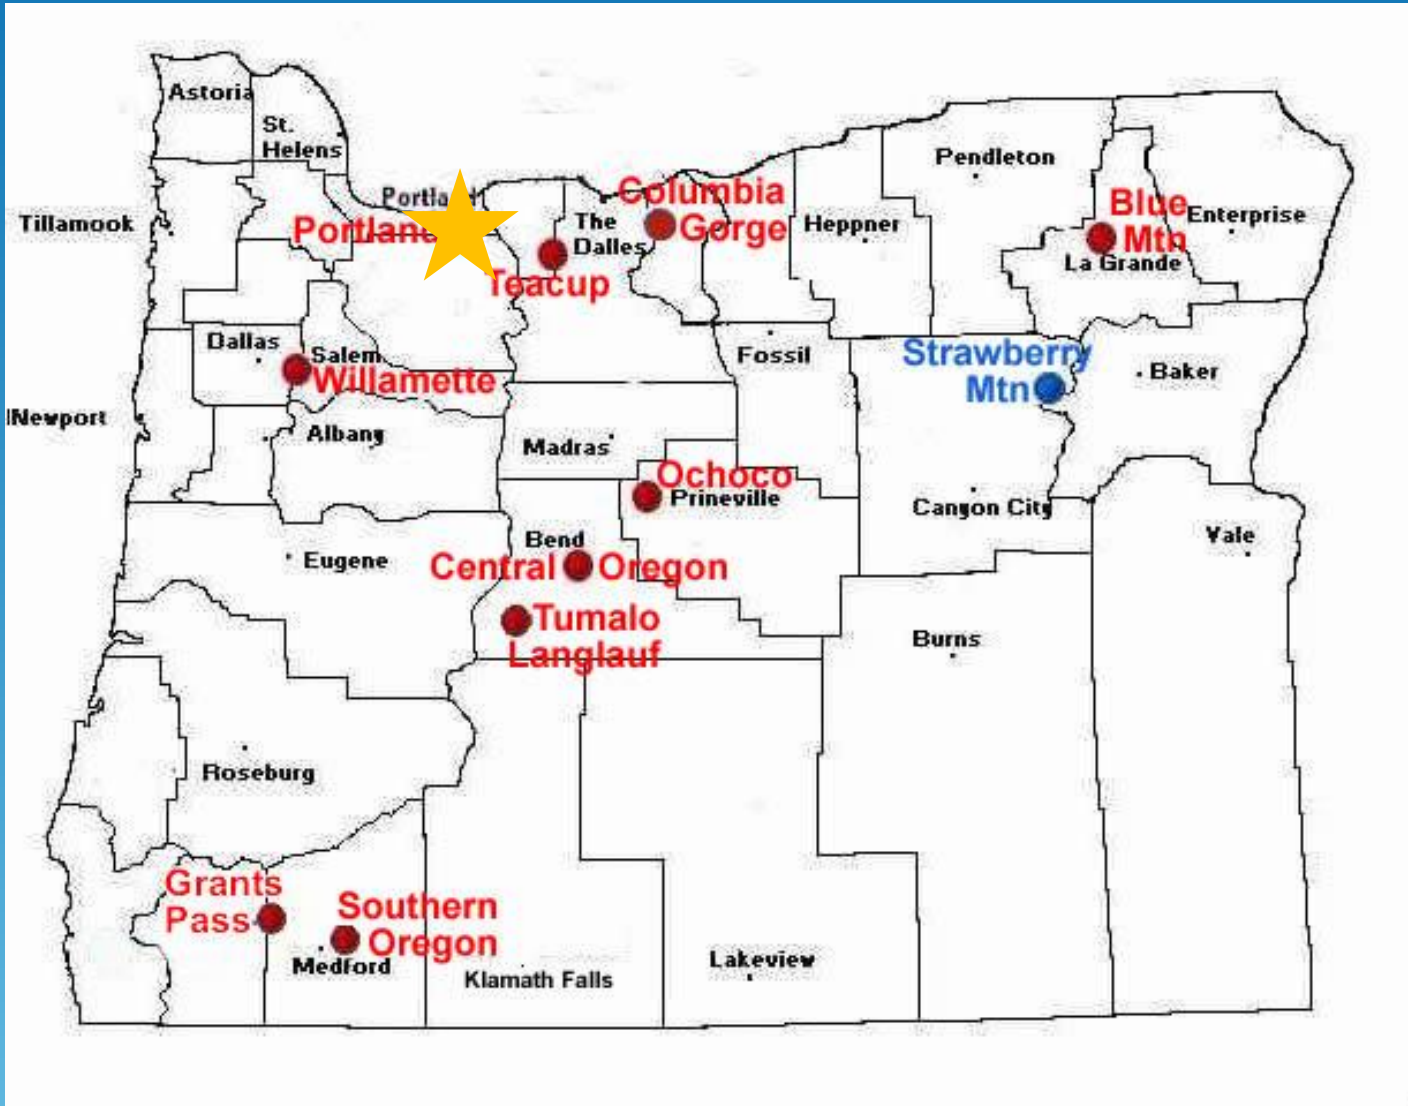 Astoria
St.
Helens
Portland
Columbia
Gorge
Pendleton
Blue
Mtn
Tillamook
Portland
The
Dalles
Heppner
Enterprise
La Grande
Teacup
Dallas
Salem
Willamette
Fossil
Strawberry
Mtn
Baker
Newport
Albany
Madras
Ochoco
Prineville
Canyon City
Vale
Eugene
Bend
Central Oregon
Tumalo
Langlauf
Burns
Roseburg
Grants
Pass
Southern
Oregon
Medford
Klamath Falls
Lakeview